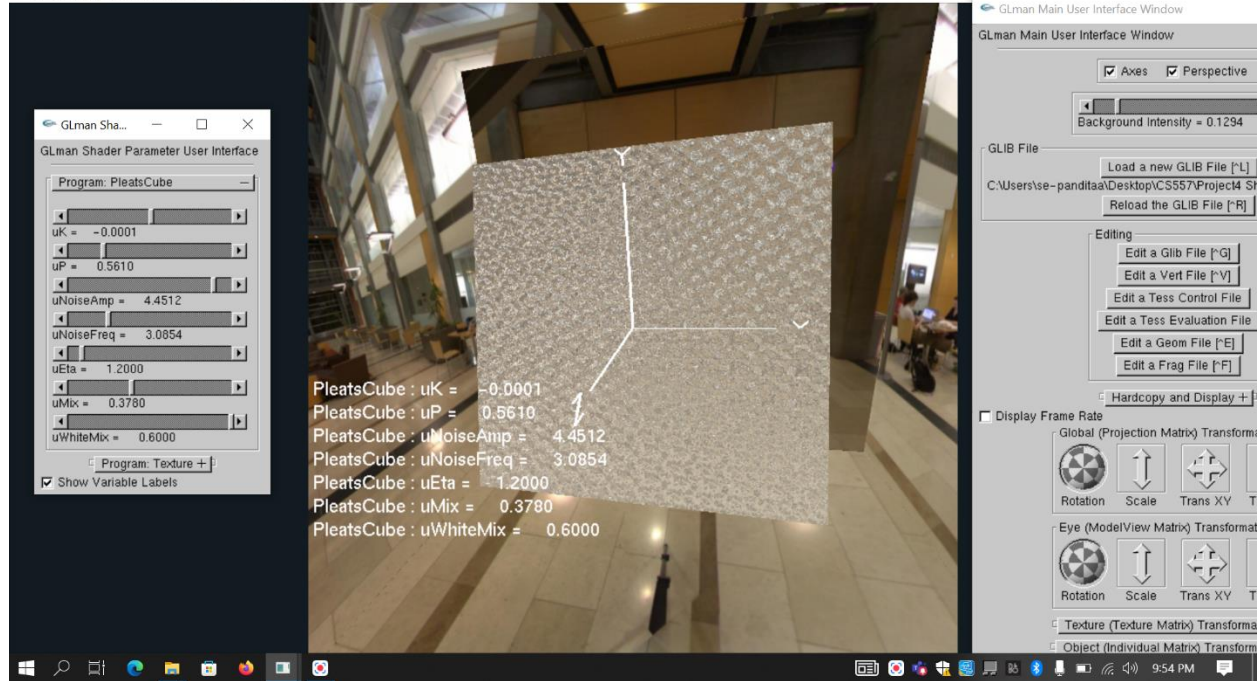 GLman Sha...
GLman Shader Parameter User Interface
Program: PleatsCube
uK = -0.0001
uP = 0.5610
uNoiseAmp = 4.4512
uNoiseFreq = 3.0854
uEta = 1.2000
uMix = 0.3780
uWhiteMix = 0.6000
Program: Texture +
Show Variable Labels
PleatsCube : uK = -0.0001
PleatsCube : uP = 0.5610
PleatsCube : uNoiseAmp = 4.4512
PleatsCube : uNoiseFreq = 3.0854
PleatsCube : uEta = 1.2000
PleatsCube : uMix = 0.3780
PleatsCube : uWhiteMix = 0.6000
GLman Main User Interface Window
GLman Main User Interface Window
Axes Perspective
Background Intensity = 0.1294
GLIB File
Load a new GLIB File [^L]
C:\Users\se-panditaa\Desktop\CS557\Project4 Sh
Reload the GLIB File [^R]
Editing
Edit a Glib File [^G]
Edit a Vert File [^V]
Edit a Tess Control File
Edit a Tess Evaluation File
Edit a Geom File [^E]
Edit a Frag File [^F]
Hardcopy and Display +
Display Frame Rate
Global (Projection Matrix) Transforma
Rotation Scale Trans XY T
Eye (ModelView Matrix) Transformat
Rotation Scale Trans XY T
Texture (Texture Matrix) Transforma
Object (Individual Matrix) Transform
9:54 PM